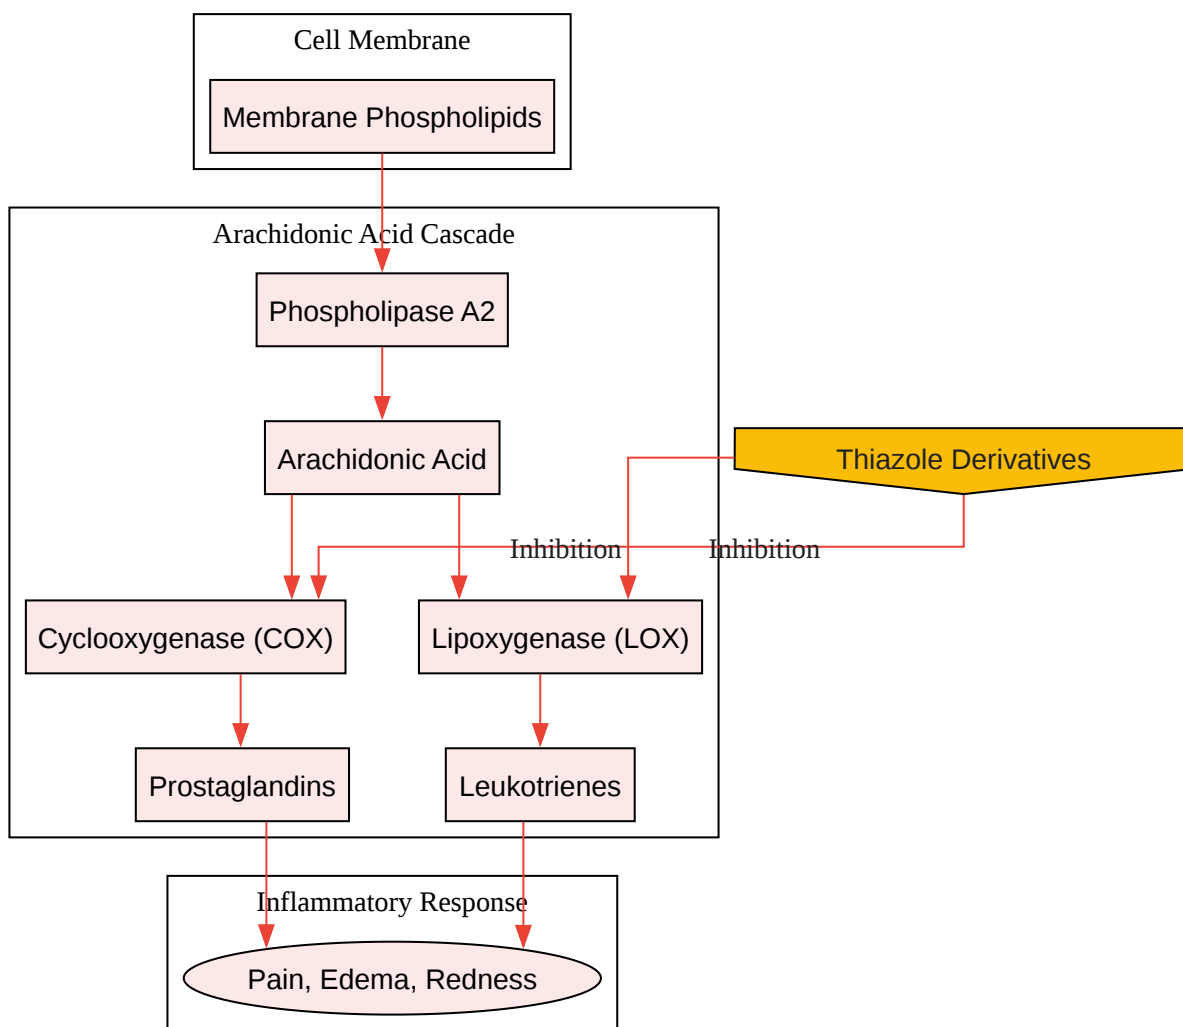 Cell Membrane
Membrane Phospholipids
Arachidonic Acid Cascade
Phospholipase A2
Arachidonic Acid
Thiazole Derivatives
Inhibition
Inhibition
Cyclooxygenase (COX)
Lipoxygenase (LOX)
Prostaglandins
Leukotrienes
Inflammatory Response
Pain, Edema, Redness